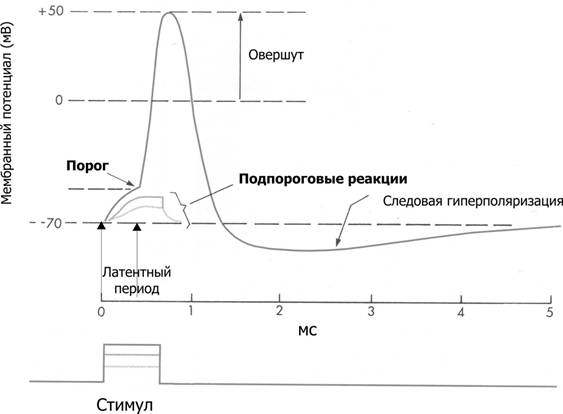 +50
Мембранный потенциал (мВ)
Овершут
0
Порог
Подпороговые реакции
Следовая гиперполяризация
-70
Латентный
период
0 1 2 3 4 5
мс
Стимул